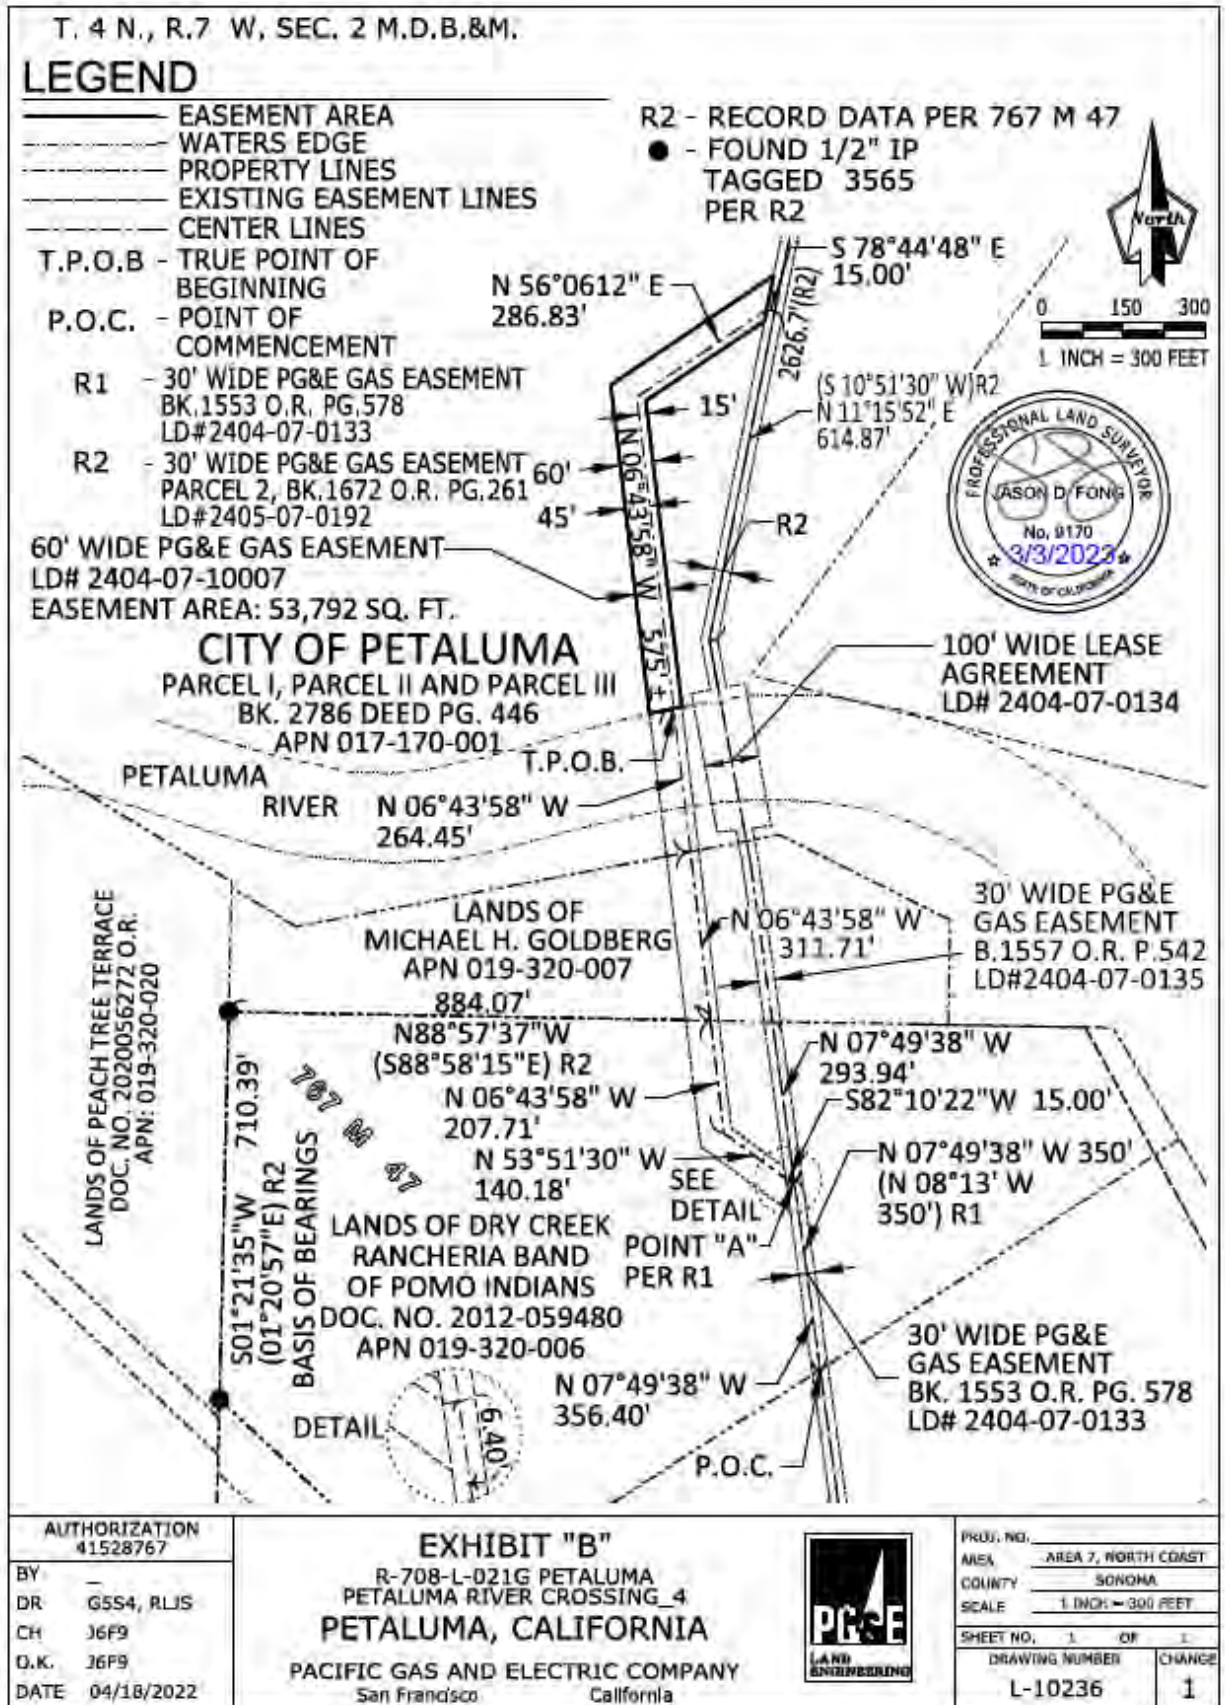 T. 4 N., R.7 W, SEC. 2 M.D.B.&M.
LEGEND
EASEMENT AREA
WATERS EDGE
PROPERTY LINES
EXISTING EASEMENT LINES
CENTER LINES
T.P.O.B - TRUE POINT OF
BEGINNING
P.O.C. - POINT OF
COMMENCEMENT
R1 - 30' WIDE PG&E GAS EASEMENT
BK.1553 O.R. PG.578
LD#2404-07-0133
R2 - 30' WIDE PG&E GAS EASEMENT
PARCEL 2, BK.1672 O.R. PG.261
LD#2405-07-0192
60' WIDE PG&E GAS EASEMENT
LD# 2404-07-10007
EASEMENT AREA: 53,792 SQ. FT.
R2 - RECORD DATA PER 767 M 47
- FOUND 1/2" IP
TAGGED 3565
PER R2
North
0 150 300
1 INCH = 300 FEET
PROFESSIONAL LAND SURVEYOR
JASON D FONG
No. 9170
3/3/2023
STATE OF CALIFORNIA
S 78°44'48" E
15.00'
N 56°0612" E
286.83'
2626.7'(R2)
(S 10°51'30" W)R2
N 11°15'52" E
614.87'
15'
60'
45'
N 06°43'58" W 575' ±
R2
CITY OF PETALUMA
PARCEL I, PARCEL II AND PARCEL III
BK. 2786 DEED PG. 446
APN 017-170-001
100' WIDE LEASE
AGREEMENT
LD# 2404-07-0134
T.P.O.B.
PETALUMA
RIVER
N 06°43'58" W
264.45'
LANDS OF PEACH TREE TERRACE
DOC. NO. 2020056272 O.R.
APN: 019-320-020
LANDS OF
MICHAEL H. GOLDBERG
APN 019-320-007
N 06°43'58" W
311.71'
30' WIDE PG&E
GAS EASEMENT
B.1557 O.R. P.542
LD#2404-07-0135
884.07'
N88°57'37"W
(S88°58'15"E) R2
N 06°43'58" W
207.71'
N 53°51'30" W
140.18'
N 07°49'38" W
293.94'
S82°10'22"W 15.00'
N 07°49'38" W 350'
(N 08°13' W
350') R1
SEE
DETAIL
POINT "A"
PER R1
767 M 47
S01°21'35"W 710.39'
(01°20'57"E) R2
BASIS OF BEARINGS
LANDS OF DRY CREEK
RANCHERIA BAND
OF POMO INDIANS
DOC. NO. 2012-059480
APN 019-320-006
30' WIDE PG&E
GAS EASEMENT
BK. 1553 O.R. PG. 578
LD# 2404-07-0133
N 07°49'38" W
356.40'
DETAIL
6.40'
P.O.C.
AUTHORIZATION
41528767
BY –
DR GSS4, RLJS
CH J6F9
O.K. J6F9
DATE 04/18/2022
EXHIBIT "B"
R-708-L-021G PETALUMA
PETALUMA RIVER CROSSING_4
PETALUMA, CALIFORNIA
PACIFIC GAS AND ELECTRIC COMPANY
San Francisco California
PG&E
LAND
ENGINEERING
PROJ. NO.
AREA AREA 7, NORTH COAST
COUNTY SONOMA
SCALE 1 INCH = 300 FEET
SHEET NO. 1 OF 1
DRAWING NUMBER
L-10236
CHANGE
1